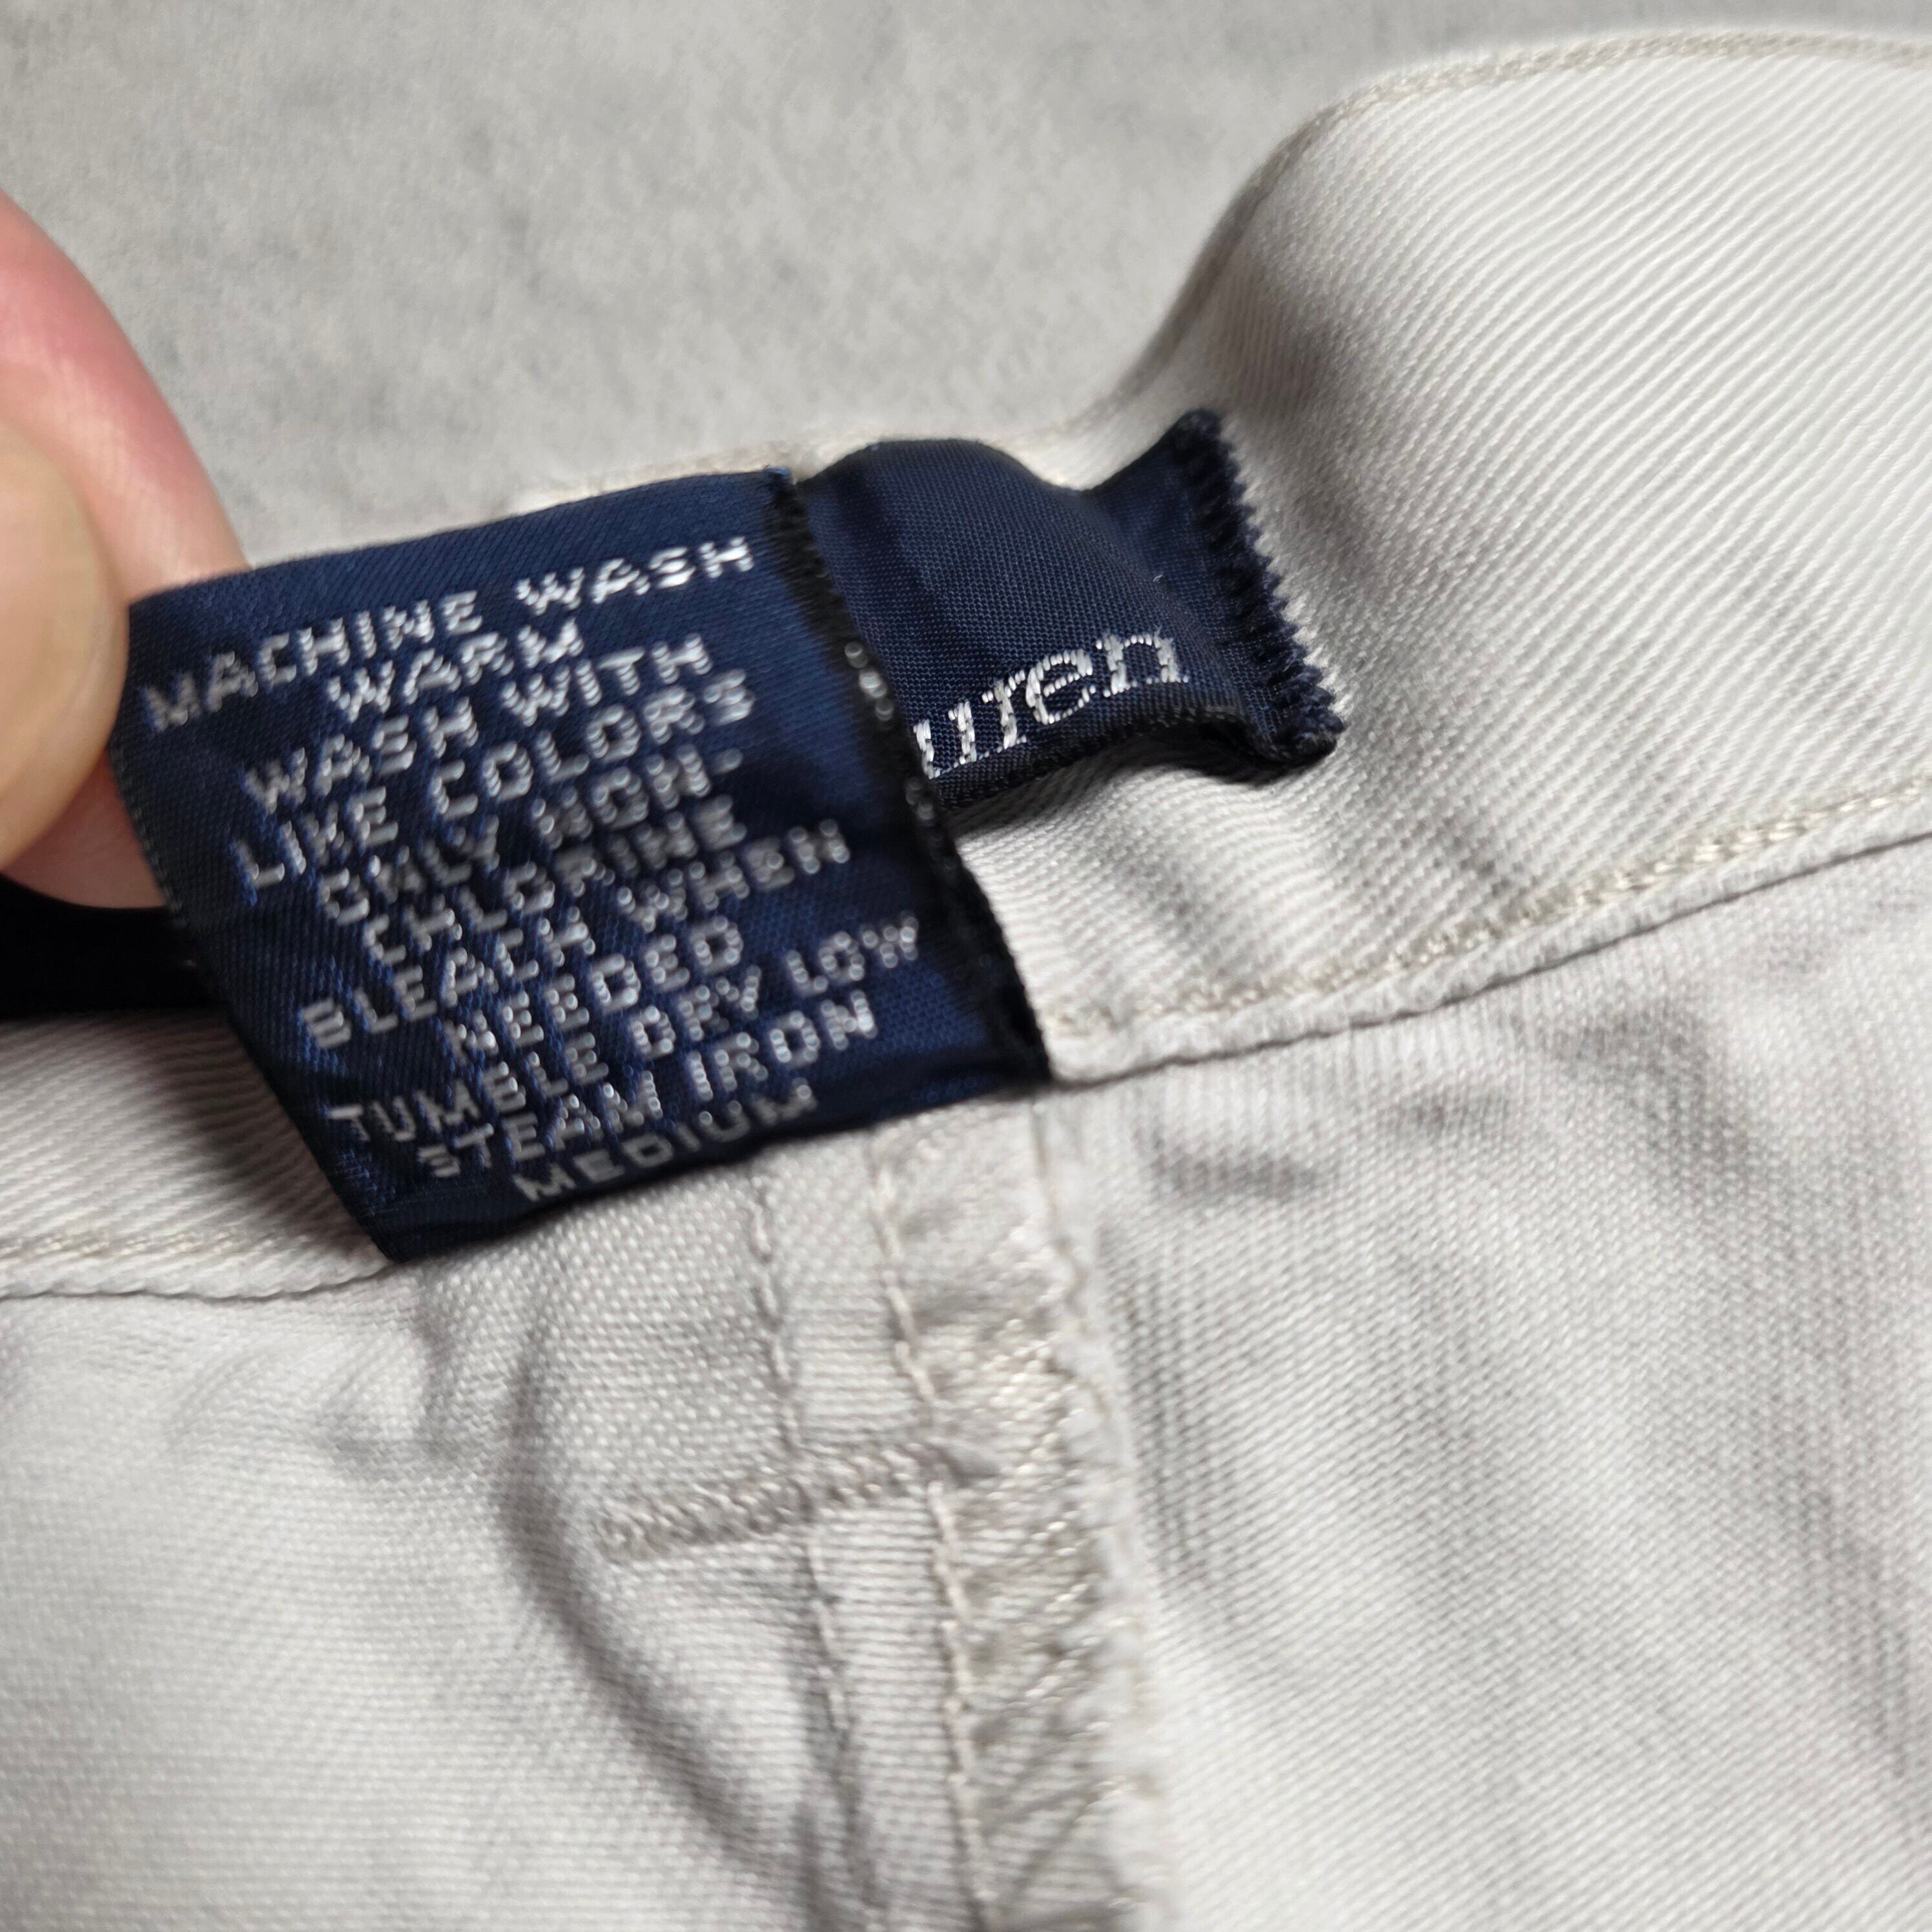 MACHINE WASH
WARM
WASH WITH
LIKE COLORS
ONLY NON-
CHLORINE
BLEACH WHEN
NEEDED
TUMBLE DRY LOW
STEAM IRON
MEDIUM
uren